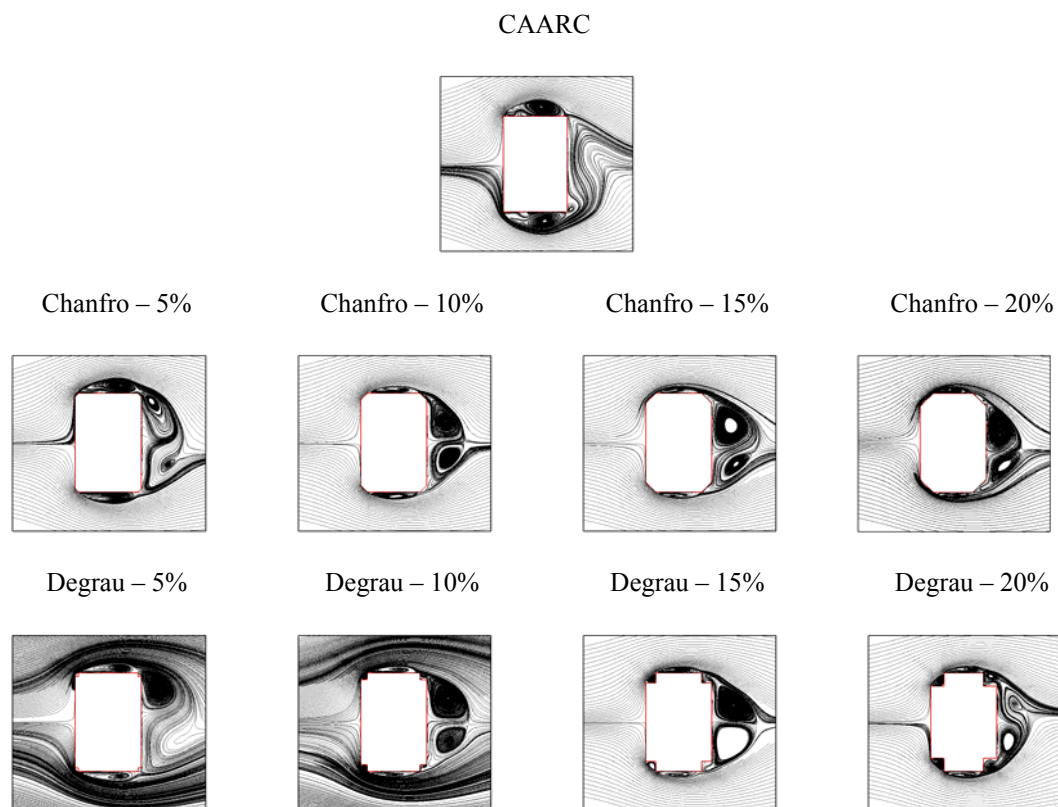 CAARC
Chanfro – 5%
Chanfro – 10%
Chanfro – 15%
Chanfro – 20%
Degrau – 5%
Degrau – 10%
Degrau – 15%
Degrau – 20%